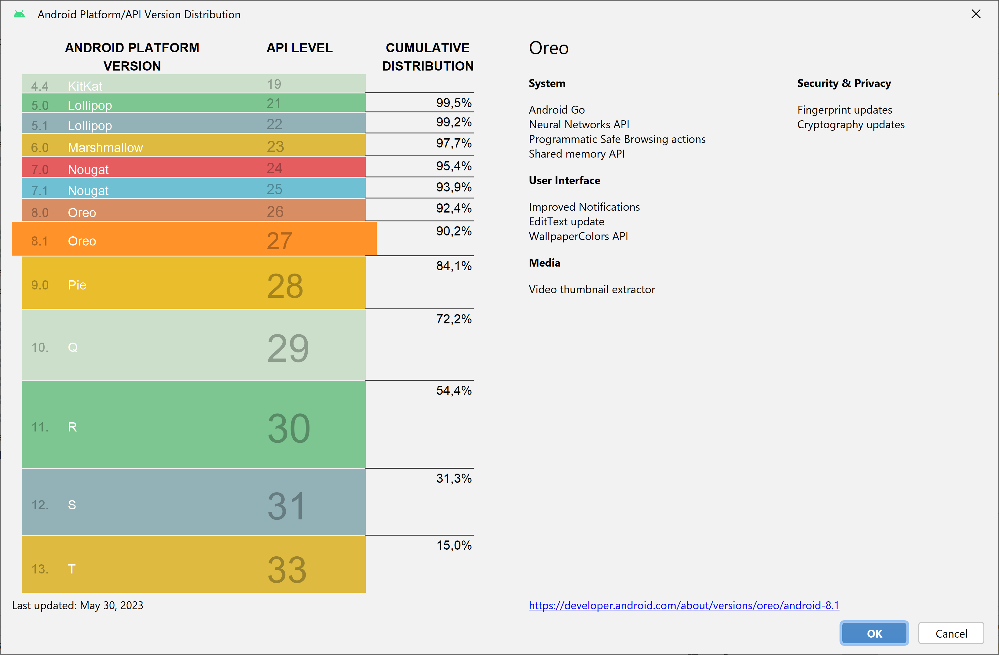 Android Platform/API Version Distribution
ANDROID PLATFORM VERSION API LEVEL CUMULATIVE DISTRIBUTION
4.4 KitKat 19
5.0 Lollipop 21 99,5%
5.1 Lollipop 22 99,2%
6.0 Marshmallow 23 97,7%
7.0 Nougat 24 95,4%
7.1 Nougat 25 93,9%
8.0 Oreo 26 92,4%
8.1 Oreo 27 90,2%
9.0 Pie 28 84,1%
10. Q 29 72,2%
11. R 30 54,4%
12. S 31 31,3%
13. T 33 15,0%
Last updated: May 30, 2023
Oreo
System
Android Go
Neural Networks API
Programmatic Safe Browsing actions
Shared memory API
User Interface
Improved Notifications
EditText update
WallpaperColors API
Media
Video thumbnail extractor
Security & Privacy
Fingerprint updates
Cryptography updates
https://developer.android.com/about/versions/oreo/android-8.1
OK Cancel